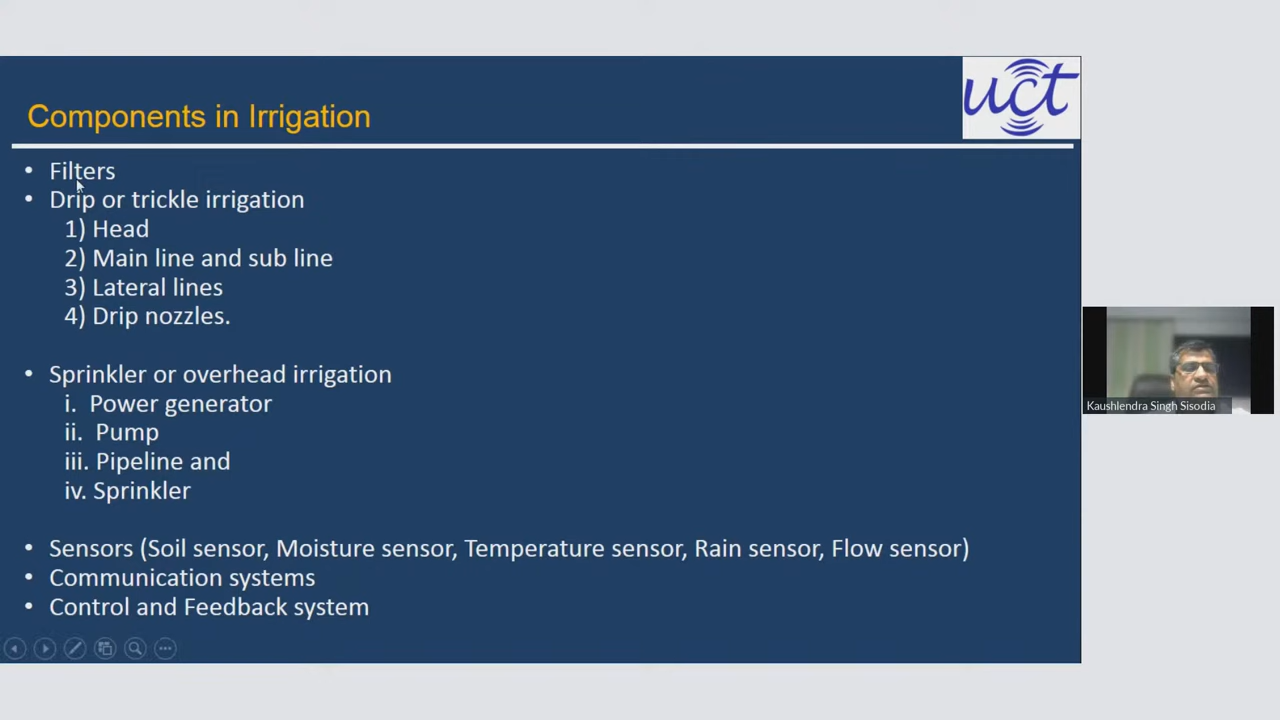 uct
Components in Irrigation
• Filters
• Drip or trickle irrigation
1) Head
2) Main line and sub line
3) Lateral lines
4) Drip nozzles.
• Sprinkler or overhead irrigation
i. Power generator
ii. Pump
iii. Pipeline and
iv. Sprinkler
• Sensors (Soil sensor, Moisture sensor, Temperature sensor, Rain sensor, Flow sensor)
• Communication systems
• Control and Feedback system
Kaushlendra Singh Sisodia